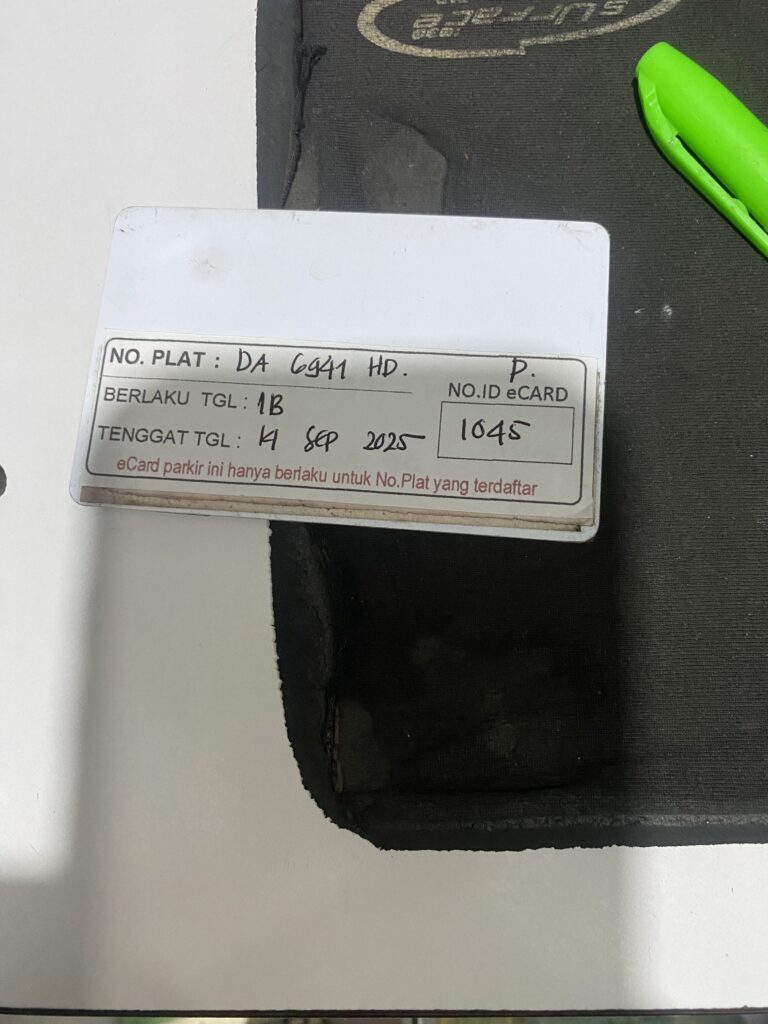 surface
NO. PLAT : DA 6941 HD. P.
BERLAKU TGL : 1B
NO.ID eCARD
1045
TENGGAT TGL : 14 SEP 2025
eCard parkir ini hanya berlaku untuk No.Plat yang terdaftar